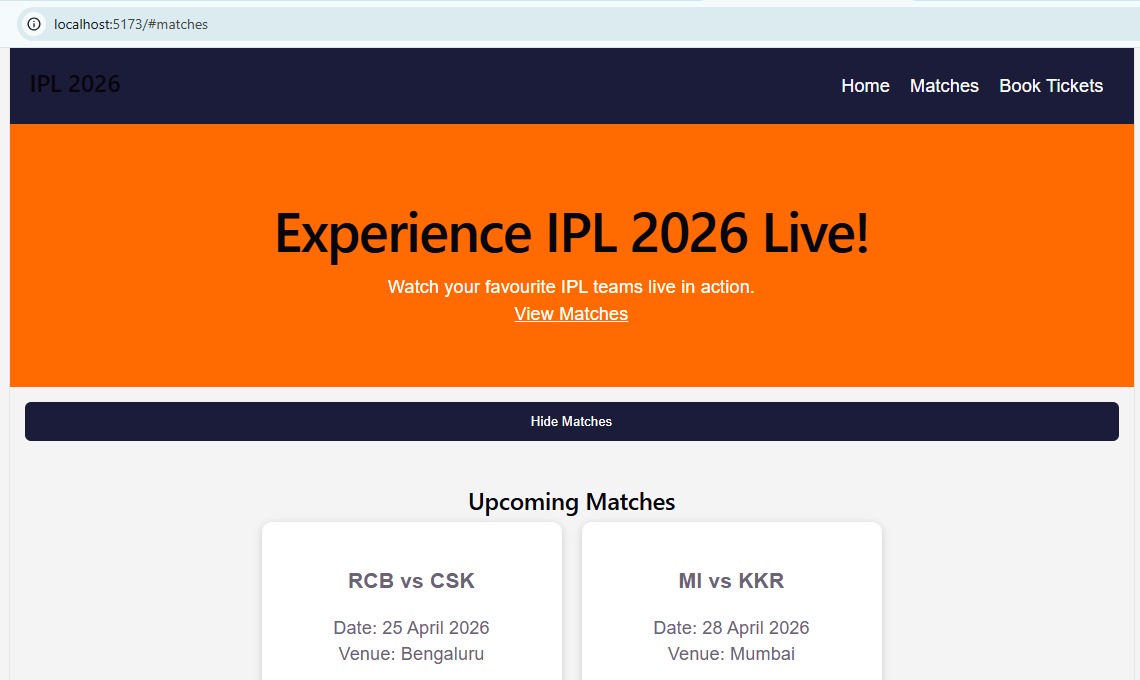 localhost:5173/#matches
IPL 2026
Home Matches Book Tickets
Experience IPL 2026 Live!
Watch your favourite IPL teams live in action.
View Matches
Hide Matches
Upcoming Matches
RCB vs CSK
Date: 25 April 2026
Venue: Bengaluru
MI vs KKR
Date: 28 April 2026
Venue: Mumbai